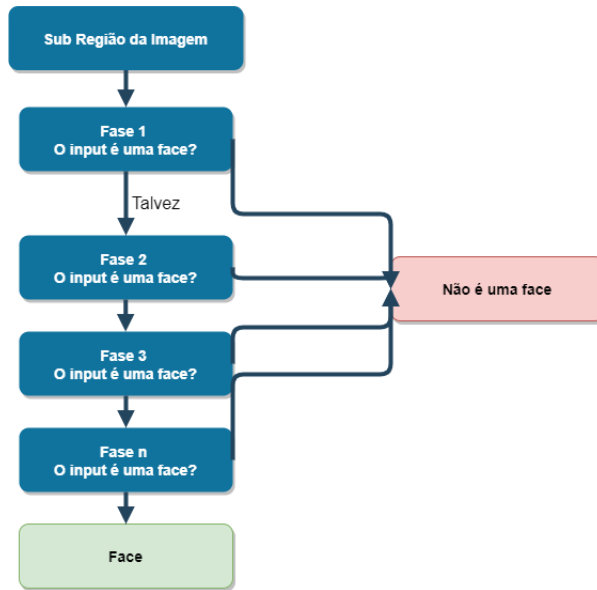 Sub Região da Imagem
Fase 1
O input é uma face?
Talvez
Fase 2
O input é uma face?
Não é uma face
Fase 3
O input é uma face?
Fase n
O input é uma face?
Face